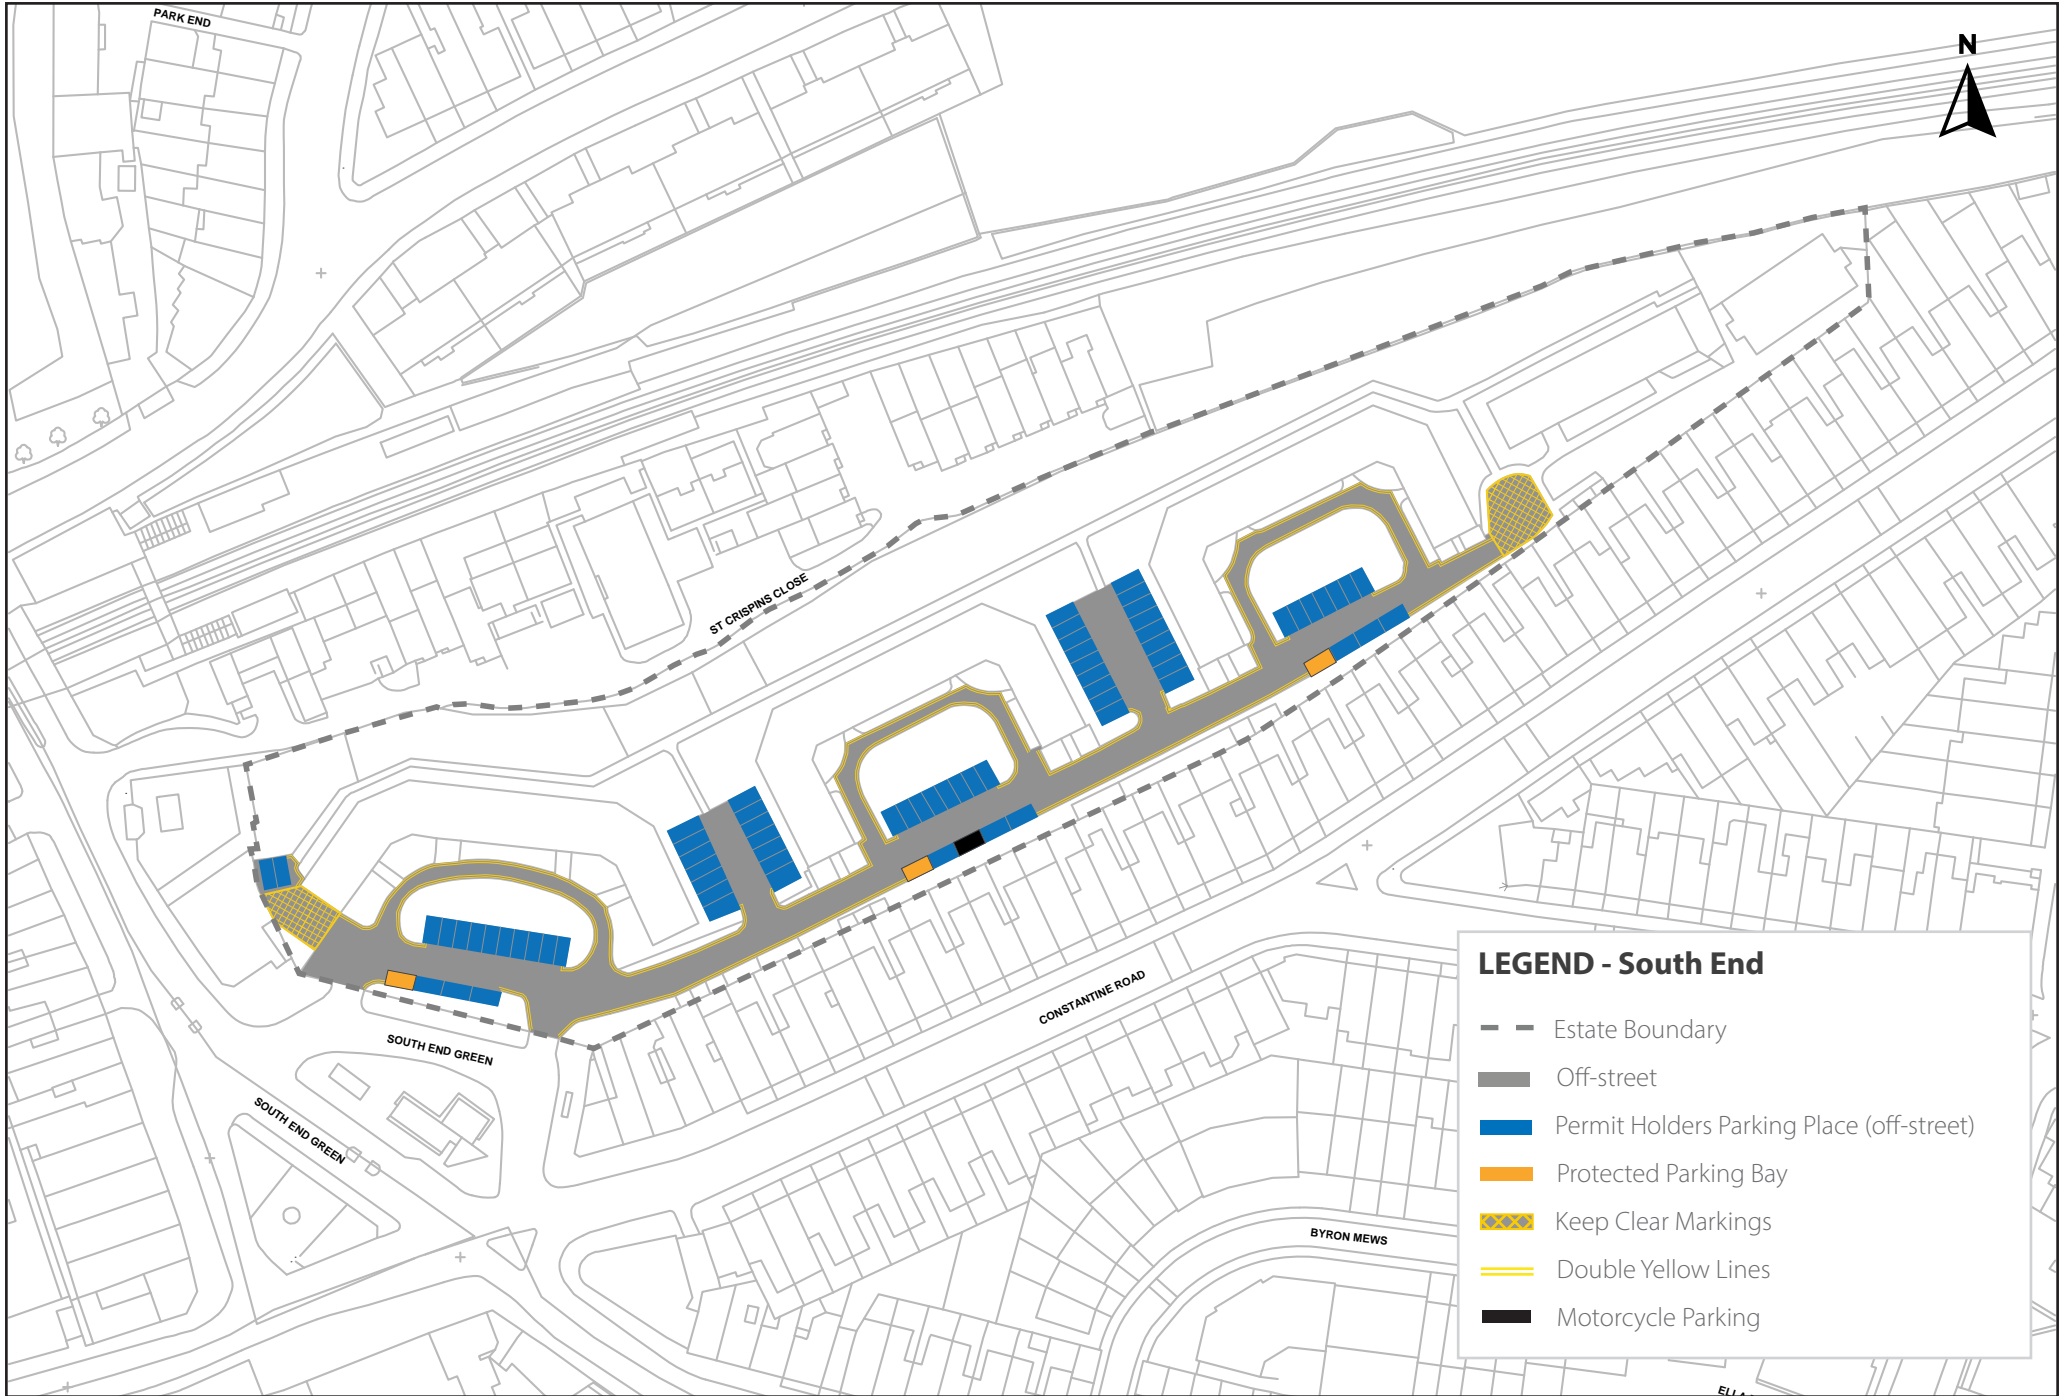 PARK END
N
ST CRISPINS CLOSE
SOUTH END GREEN
SOUTH END GREEN
CONSTANTINE ROAD
BYRON MEWS
LEGEND - South End
Estate Boundary
Off-street
Permit Holders Parking Place (off-street)
Protected Parking Bay
Keep Clear Markings
Double Yellow Lines
Motorcycle Parking